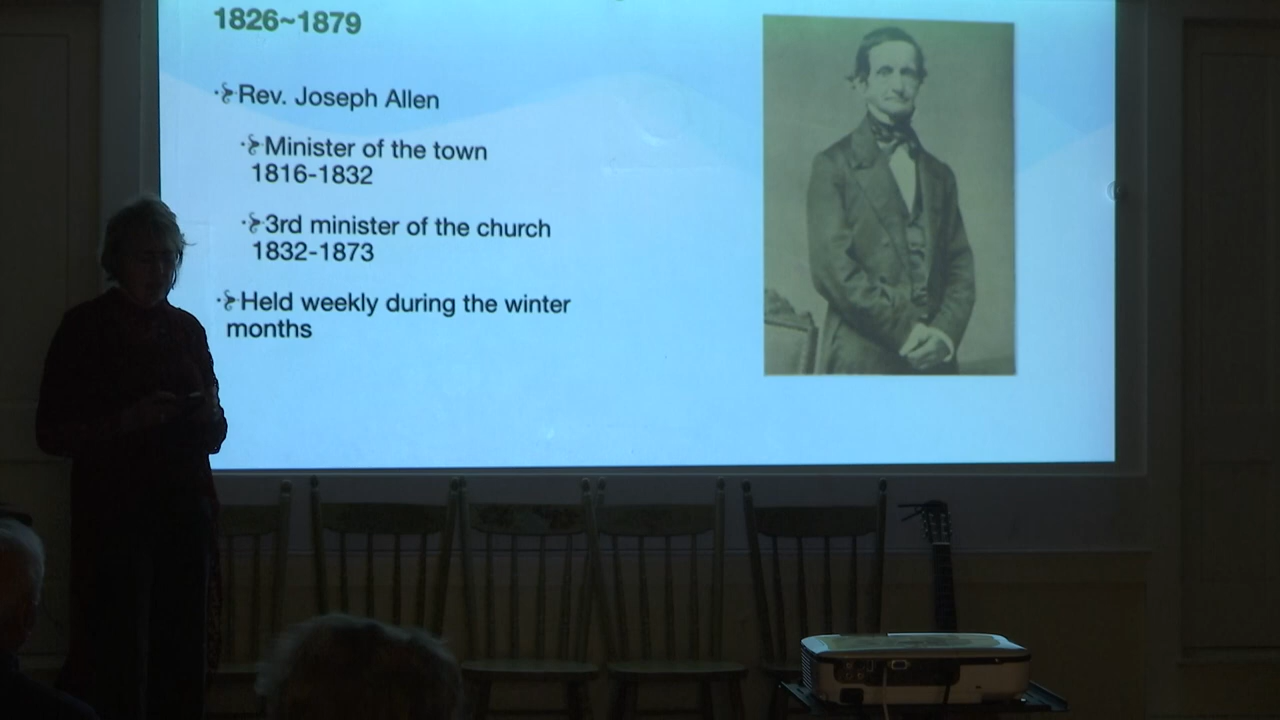 1826~1879
Rev. Joseph Allen
Minister of the town
1816-1832
3rd minister of the church
1832-1873
Held weekly during the winter
months